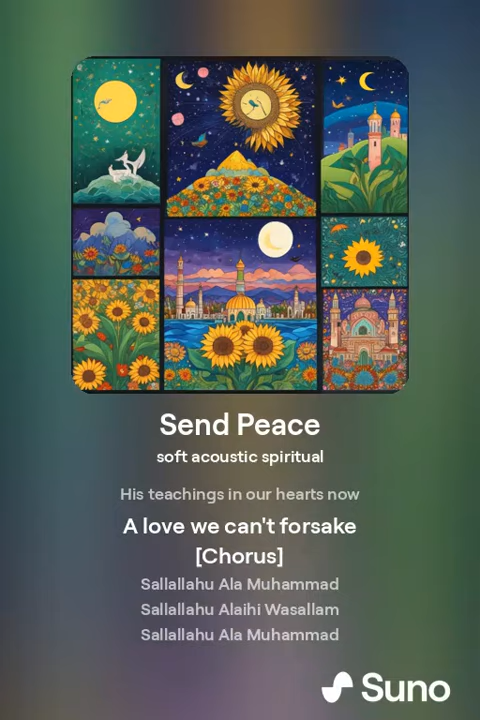 Send Peace
soft acoustic spiritual
His teachings in our hearts now
A love we can't forsake
[Chorus]
Sallallahu Ala Muhammad
Sallallahu Alaihi Wasallam
Sallallahu Ala Muhammad
Suno